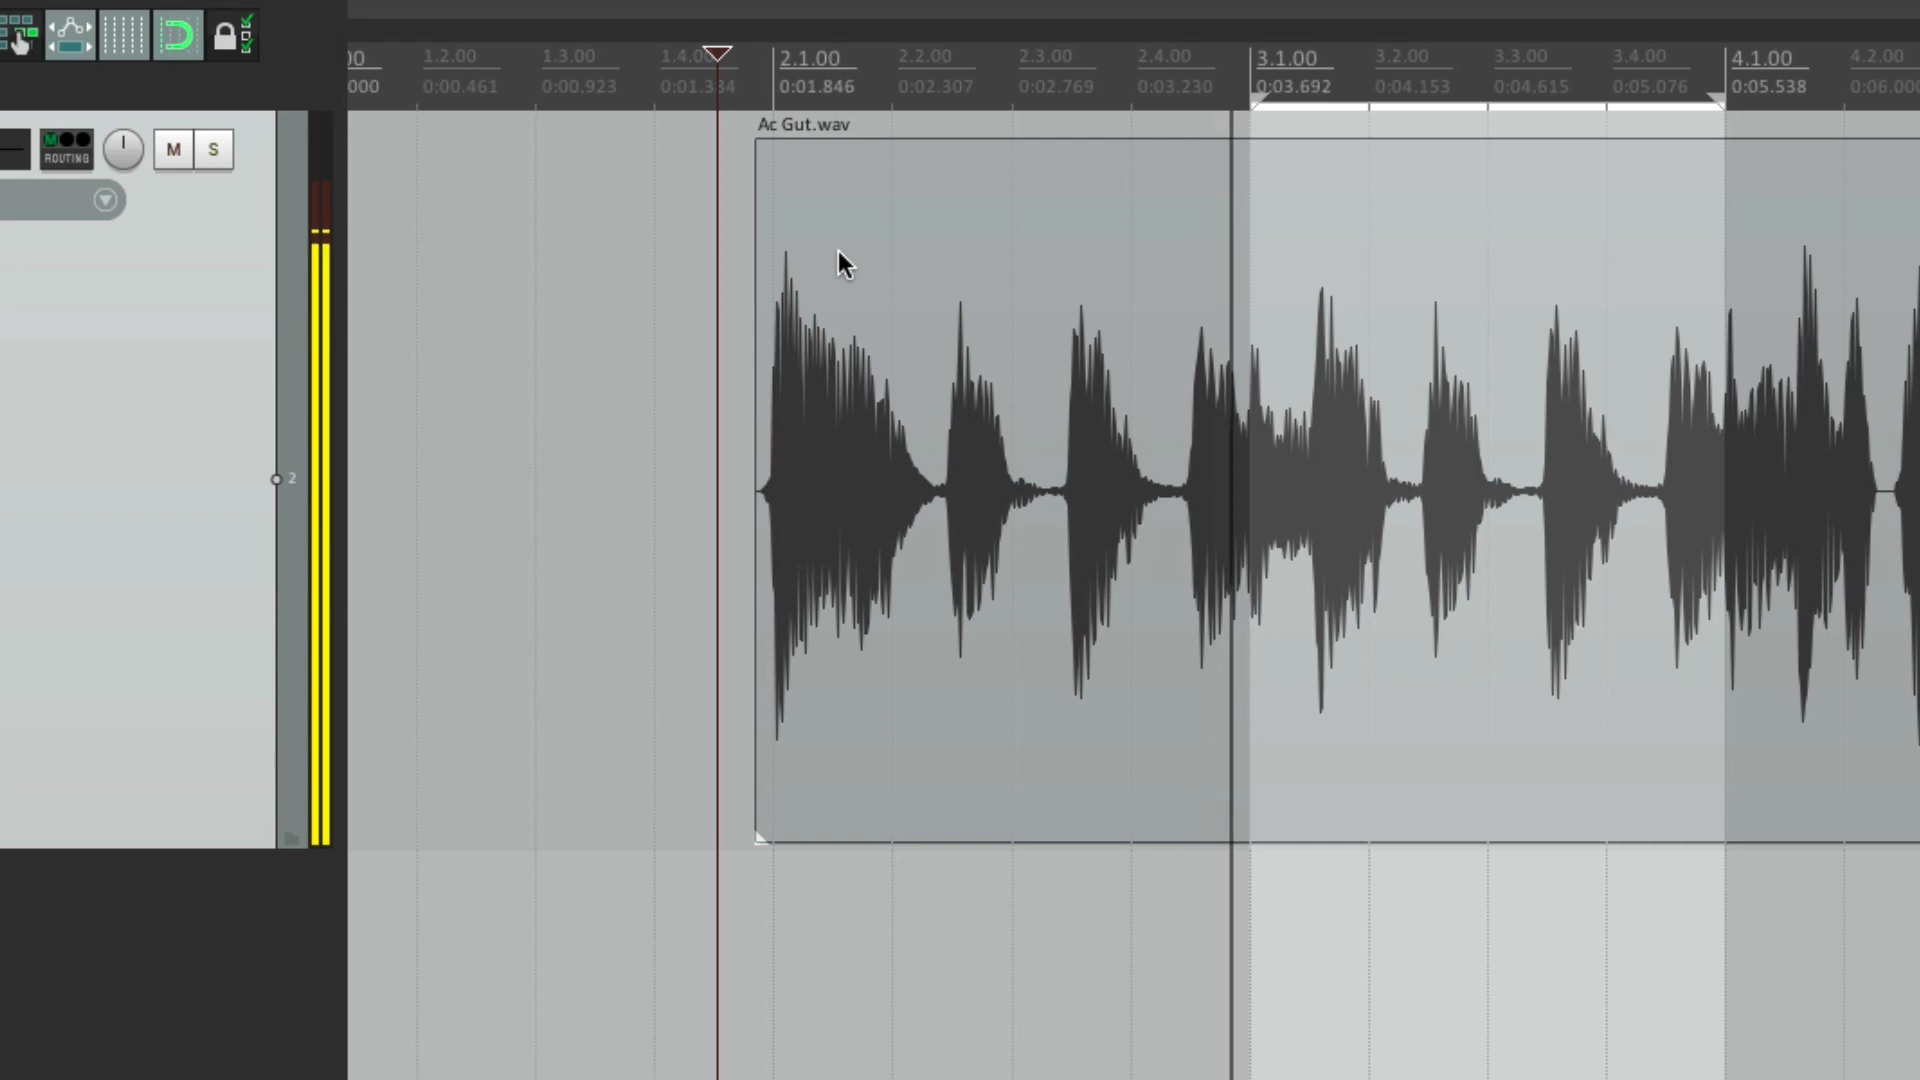 00 1.2.00 1.3.00 1.4.00 2.1.00 2.2.00 2.3.00 2.4.00 3.1.00 3.2.00 3.3.00 3.4.00 4.1.00 4.2.00
000 0:00.461 0:00.923 0:01.384 0:01.846 0:02.307 0:02.769 0:03.230 0:03.692 0:04.153 0:04.615 0:05.076 0:05.538 0:06.000
Ac Gut.wav
M
ROUTING
M S
2